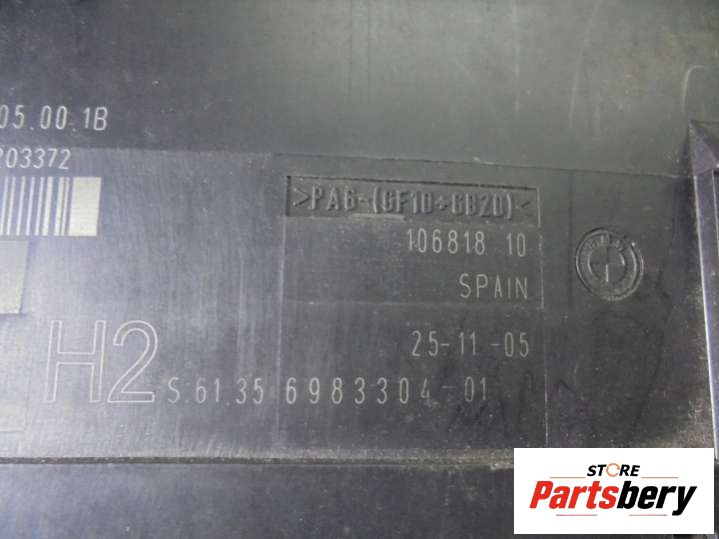 05.00.1B
203372
>PA6-(GF10+GB20)<
106818 10
SPAIN
25-11-05
H2
S:61.35 6983304-01
STORE
Partsbery